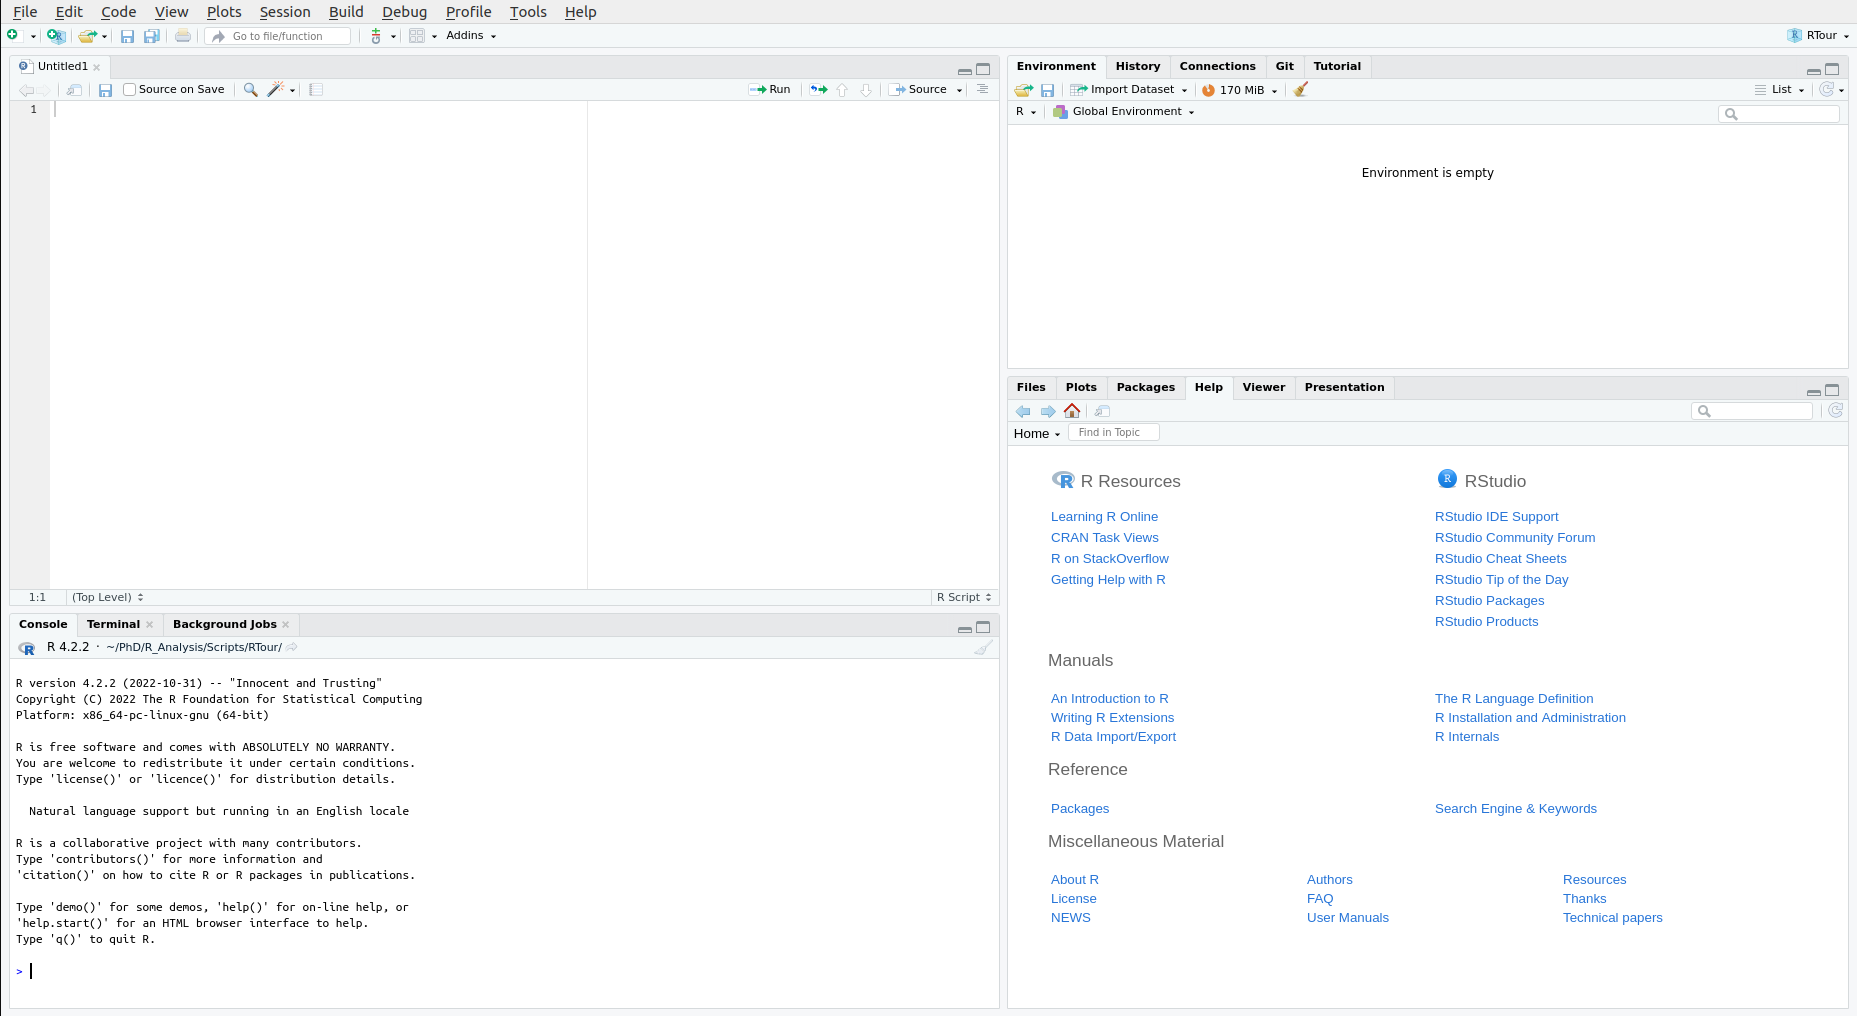 File Edit Code View Plots Session Build Debug Profile Tools Help
Go to file/function Addins RTour
Untitled1
Source on Save Run Source
1
1:1 (Top Level) R Script
Console Terminal Background Jobs
R 4.2.2 · ~/PhD/R_Analysis/Scripts/RTour/
R version 4.2.2 (2022-10-31) -- "Innocent and Trusting"
Copyright (C) 2022 The R Foundation for Statistical Computing
Platform: x86_64-pc-linux-gnu (64-bit)
R is free software and comes with ABSOLUTELY NO WARRANTY.
You are welcome to redistribute it under certain conditions.
Type 'license()' or 'licence()' for distribution details.
Natural language support but running in an English locale
R is a collaborative project with many contributors.
Type 'contributors()' for more information and
'citation()' on how to cite R or R packages in publications.
Type 'demo()' for some demos, 'help()' for on-line help, or
'help.start()' for an HTML browser interface to help.
Type 'q()' to quit R.
>
Environment History Connections Git Tutorial
Import Dataset 170 MiB List
R Global Environment
Environment is empty
Files Plots Packages Help Viewer Presentation
Home Find in Topic
R Resources RStudio
Learning R Online RStudio IDE Support
CRAN Task Views RStudio Community Forum
R on StackOverflow RStudio Cheat Sheets
Getting Help with R RStudio Tip of the Day
RStudio Packages
RStudio Products
Manuals
An Introduction to R The R Language Definition
Writing R Extensions R Installation and Administration
R Data Import/Export R Internals
Reference
Packages Search Engine & Keywords
Miscellaneous Material
About R Authors Resources
License FAQ Thanks
NEWS User Manuals Technical papers